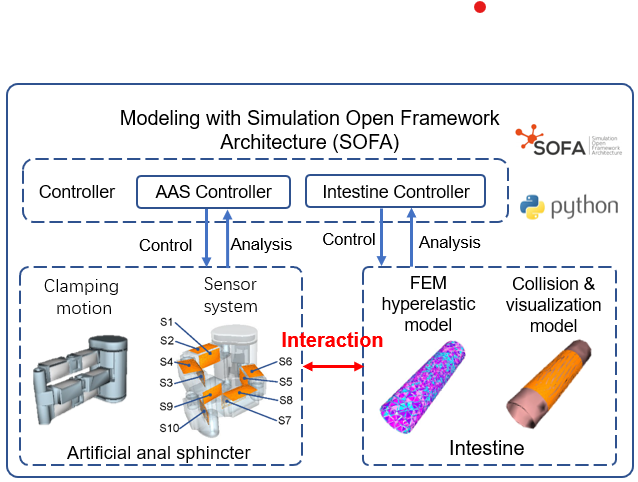 Modeling with Simulation Open Framework
Architecture (SOFA)
SOFA
Simulation
Open
Framework
Architecture
Controller
AAS Controller
Intestine Controller
python
Control
Analysis
Control
Analysis
Clamping
motion
Sensor
system
S1
S2
S4
S3
S9
S10
S6
S5
S8
S7
Artificial anal sphincter
Interaction
FEM
hyperelastic
model
Collision &
visualization
model
Intestine